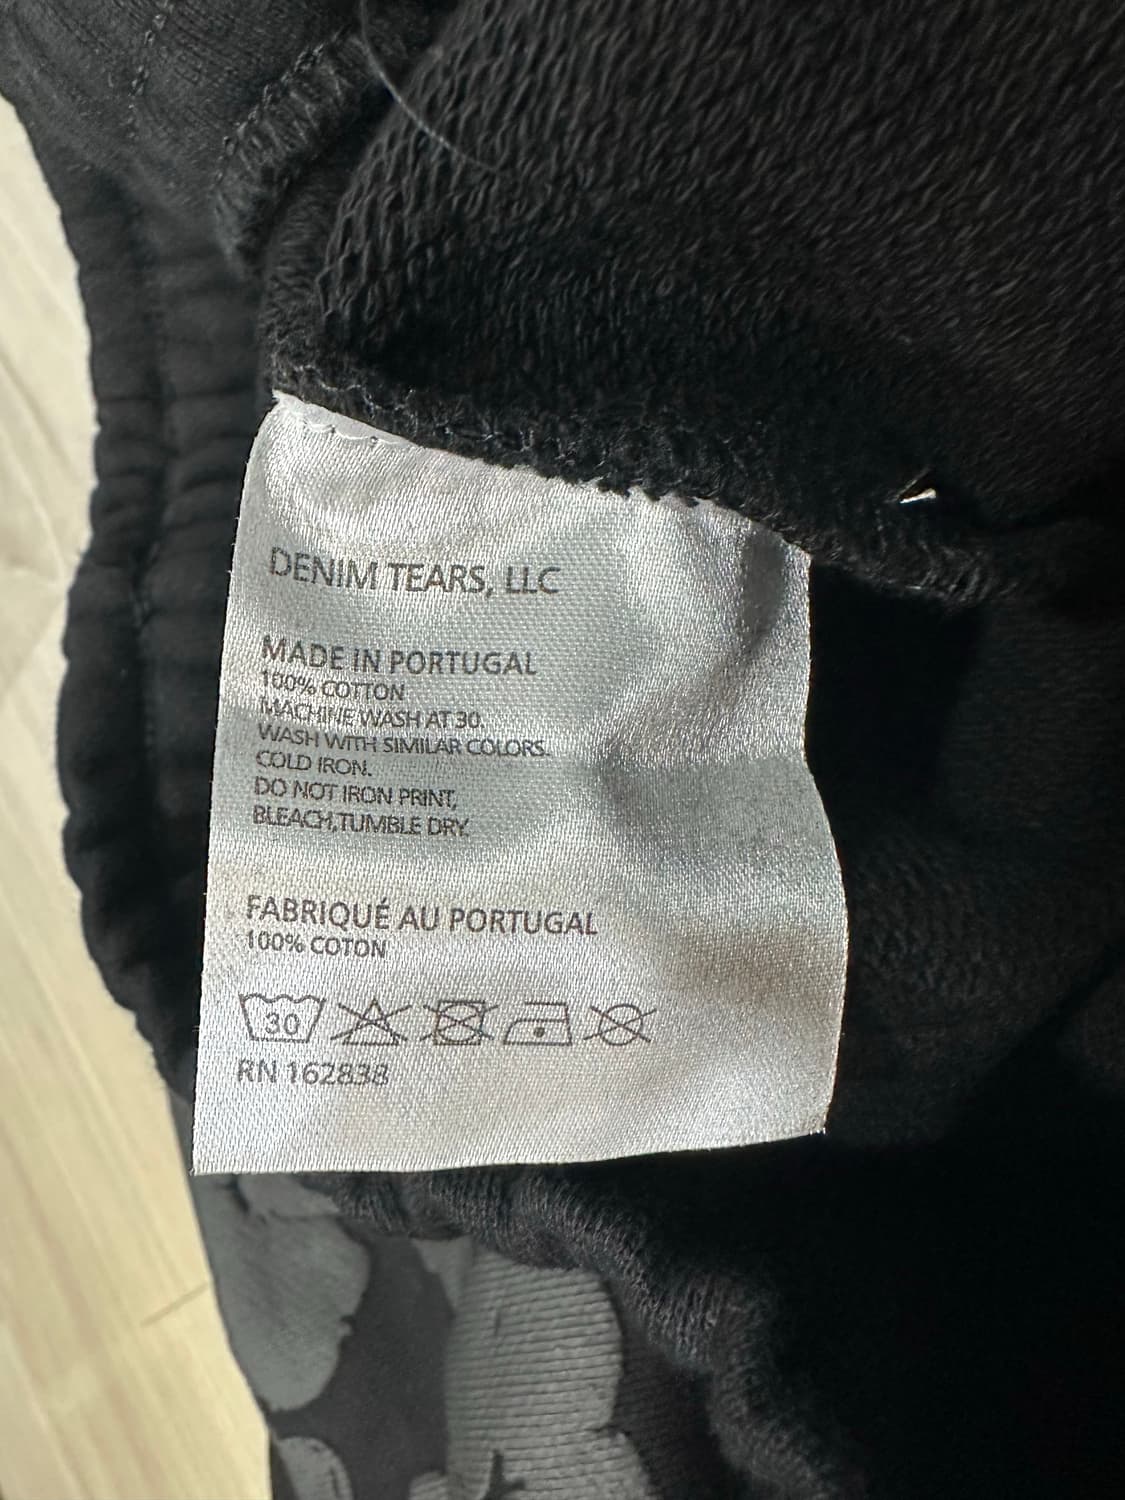 DENIM TEARS, LLC
MADE IN PORTUGAL
100% COTTON
MACHINE WASH AT 30.
WASH WITH SIMILAR COLORS.
COLD IRON.
DO NOT IRON PRINT,
BLEACH,TUMBLE DRY.
FABRIQUÉ AU PORTUGAL
100% COTON
30
RN 162838